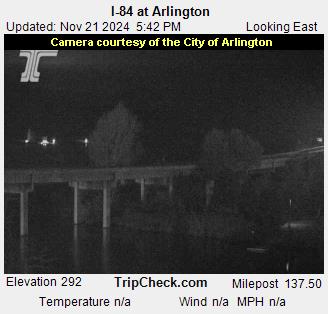 I-84 at Arlington
Updated: Nov 21 2024 5:42 PM Looking East
Camera courtesy of the City of Arlington
Elevation 292 TripCheck.com Milepost 137.50
Temperature n/a Wind n/a MPH n/a